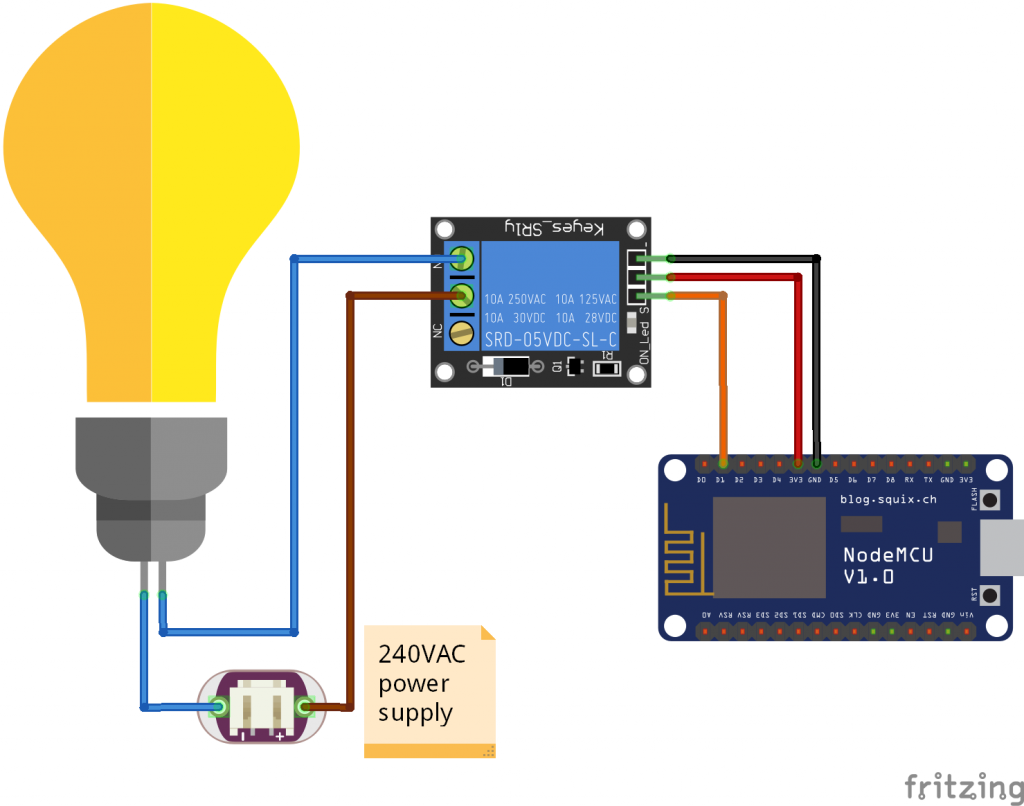 Keyes_SRly
N
NC
10A 250VAC 10A 125VAC
10A 30VDC 10A 28VDC
SRD-05VDC-SL-C
-
S
ON_Led
D1
Q1
R1
D0 D1 D2 D3 D4 3V3 GND D5 D6 D7 D8 RX TX GND 3V3
blog.squix.ch
FLASH
NodeMCU
V1.0
RST
A0 RSV RSV SD3 SD2 SD1 CMD SD0 CLK GND 3V3 EN RST GND Vin
240VAC
power
supply
- +
fritzing